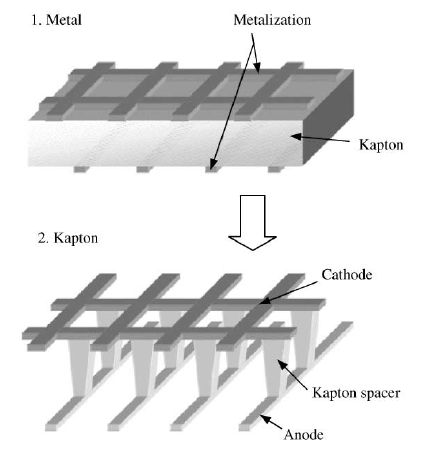 1. Metal
Metalization
Kapton
2. Kapton
Cathode
Kapton spacer
Anode